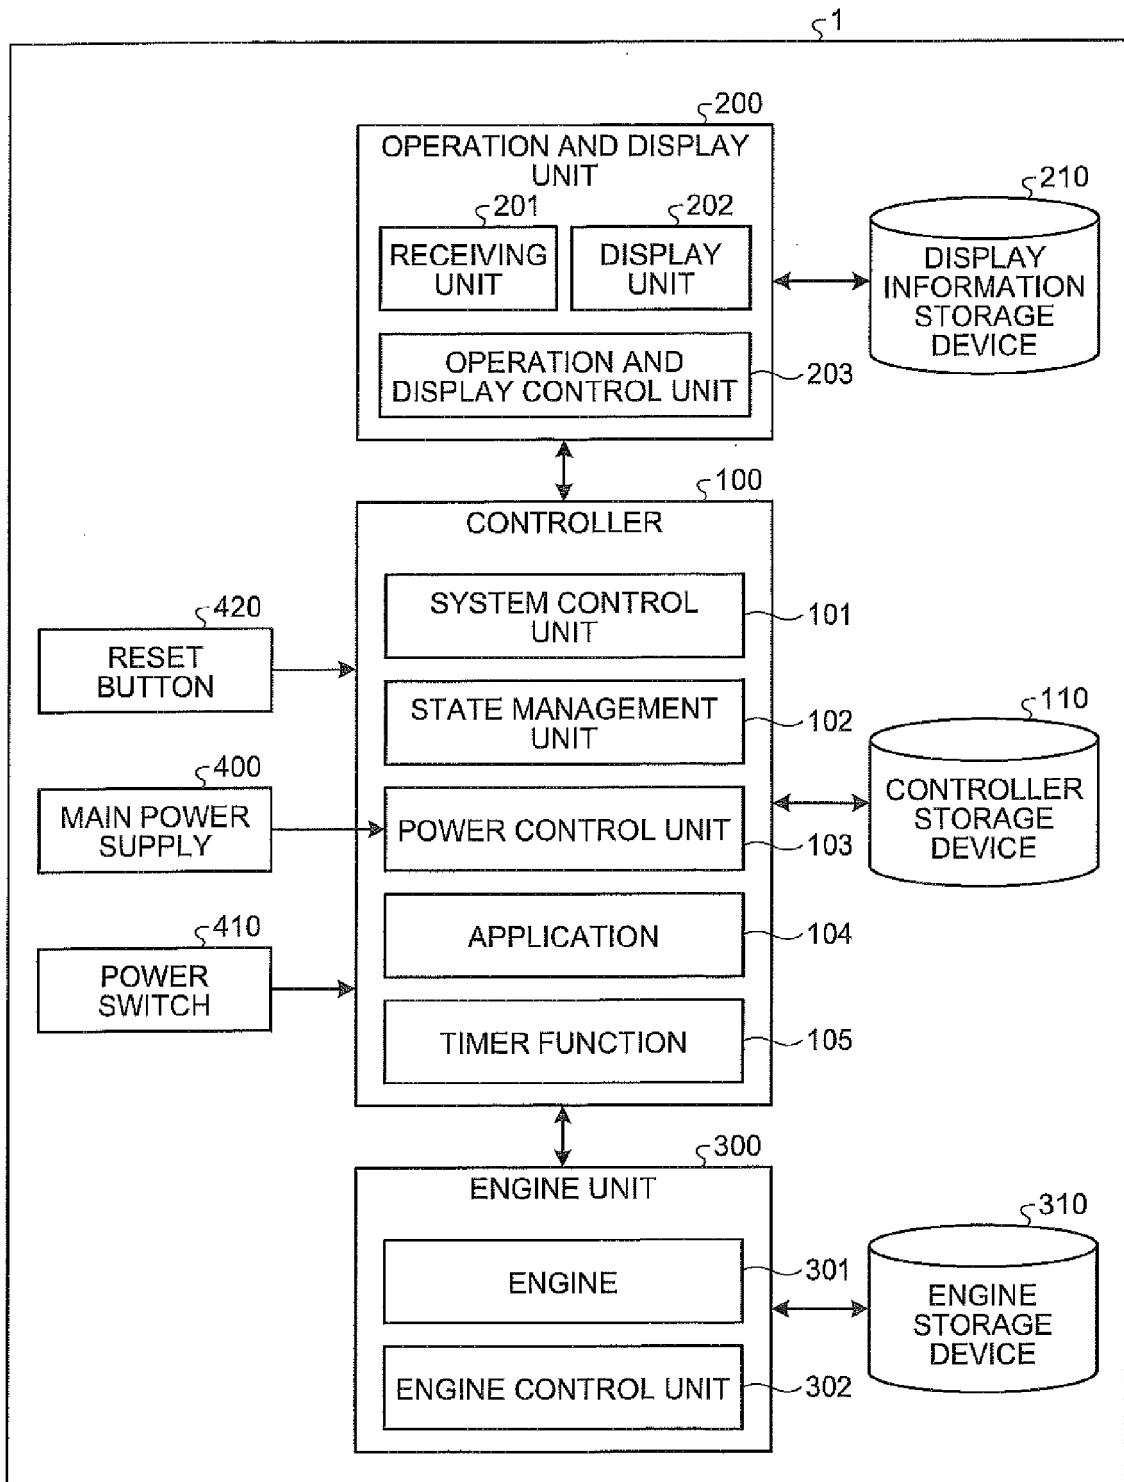 1
200
OPERATION AND DISPLAY
UNIT
201
202
RECEIVING
UNIT
DISPLAY
UNIT
OPERATION AND
DISPLAY CONTROL UNIT
203
210
DISPLAY
INFORMATION
STORAGE
DEVICE
100
CONTROLLER
SYSTEM CONTROL
UNIT
101
STATE MANAGEMENT
UNIT
102
POWER CONTROL UNIT
103
APPLICATION
104
TIMER FUNCTION
105
420
RESET
BUTTON
400
MAIN POWER
SUPPLY
410
POWER
SWITCH
110
CONTROLLER
STORAGE
DEVICE
300
ENGINE UNIT
ENGINE
301
ENGINE CONTROL UNIT
302
310
ENGINE
STORAGE
DEVICE